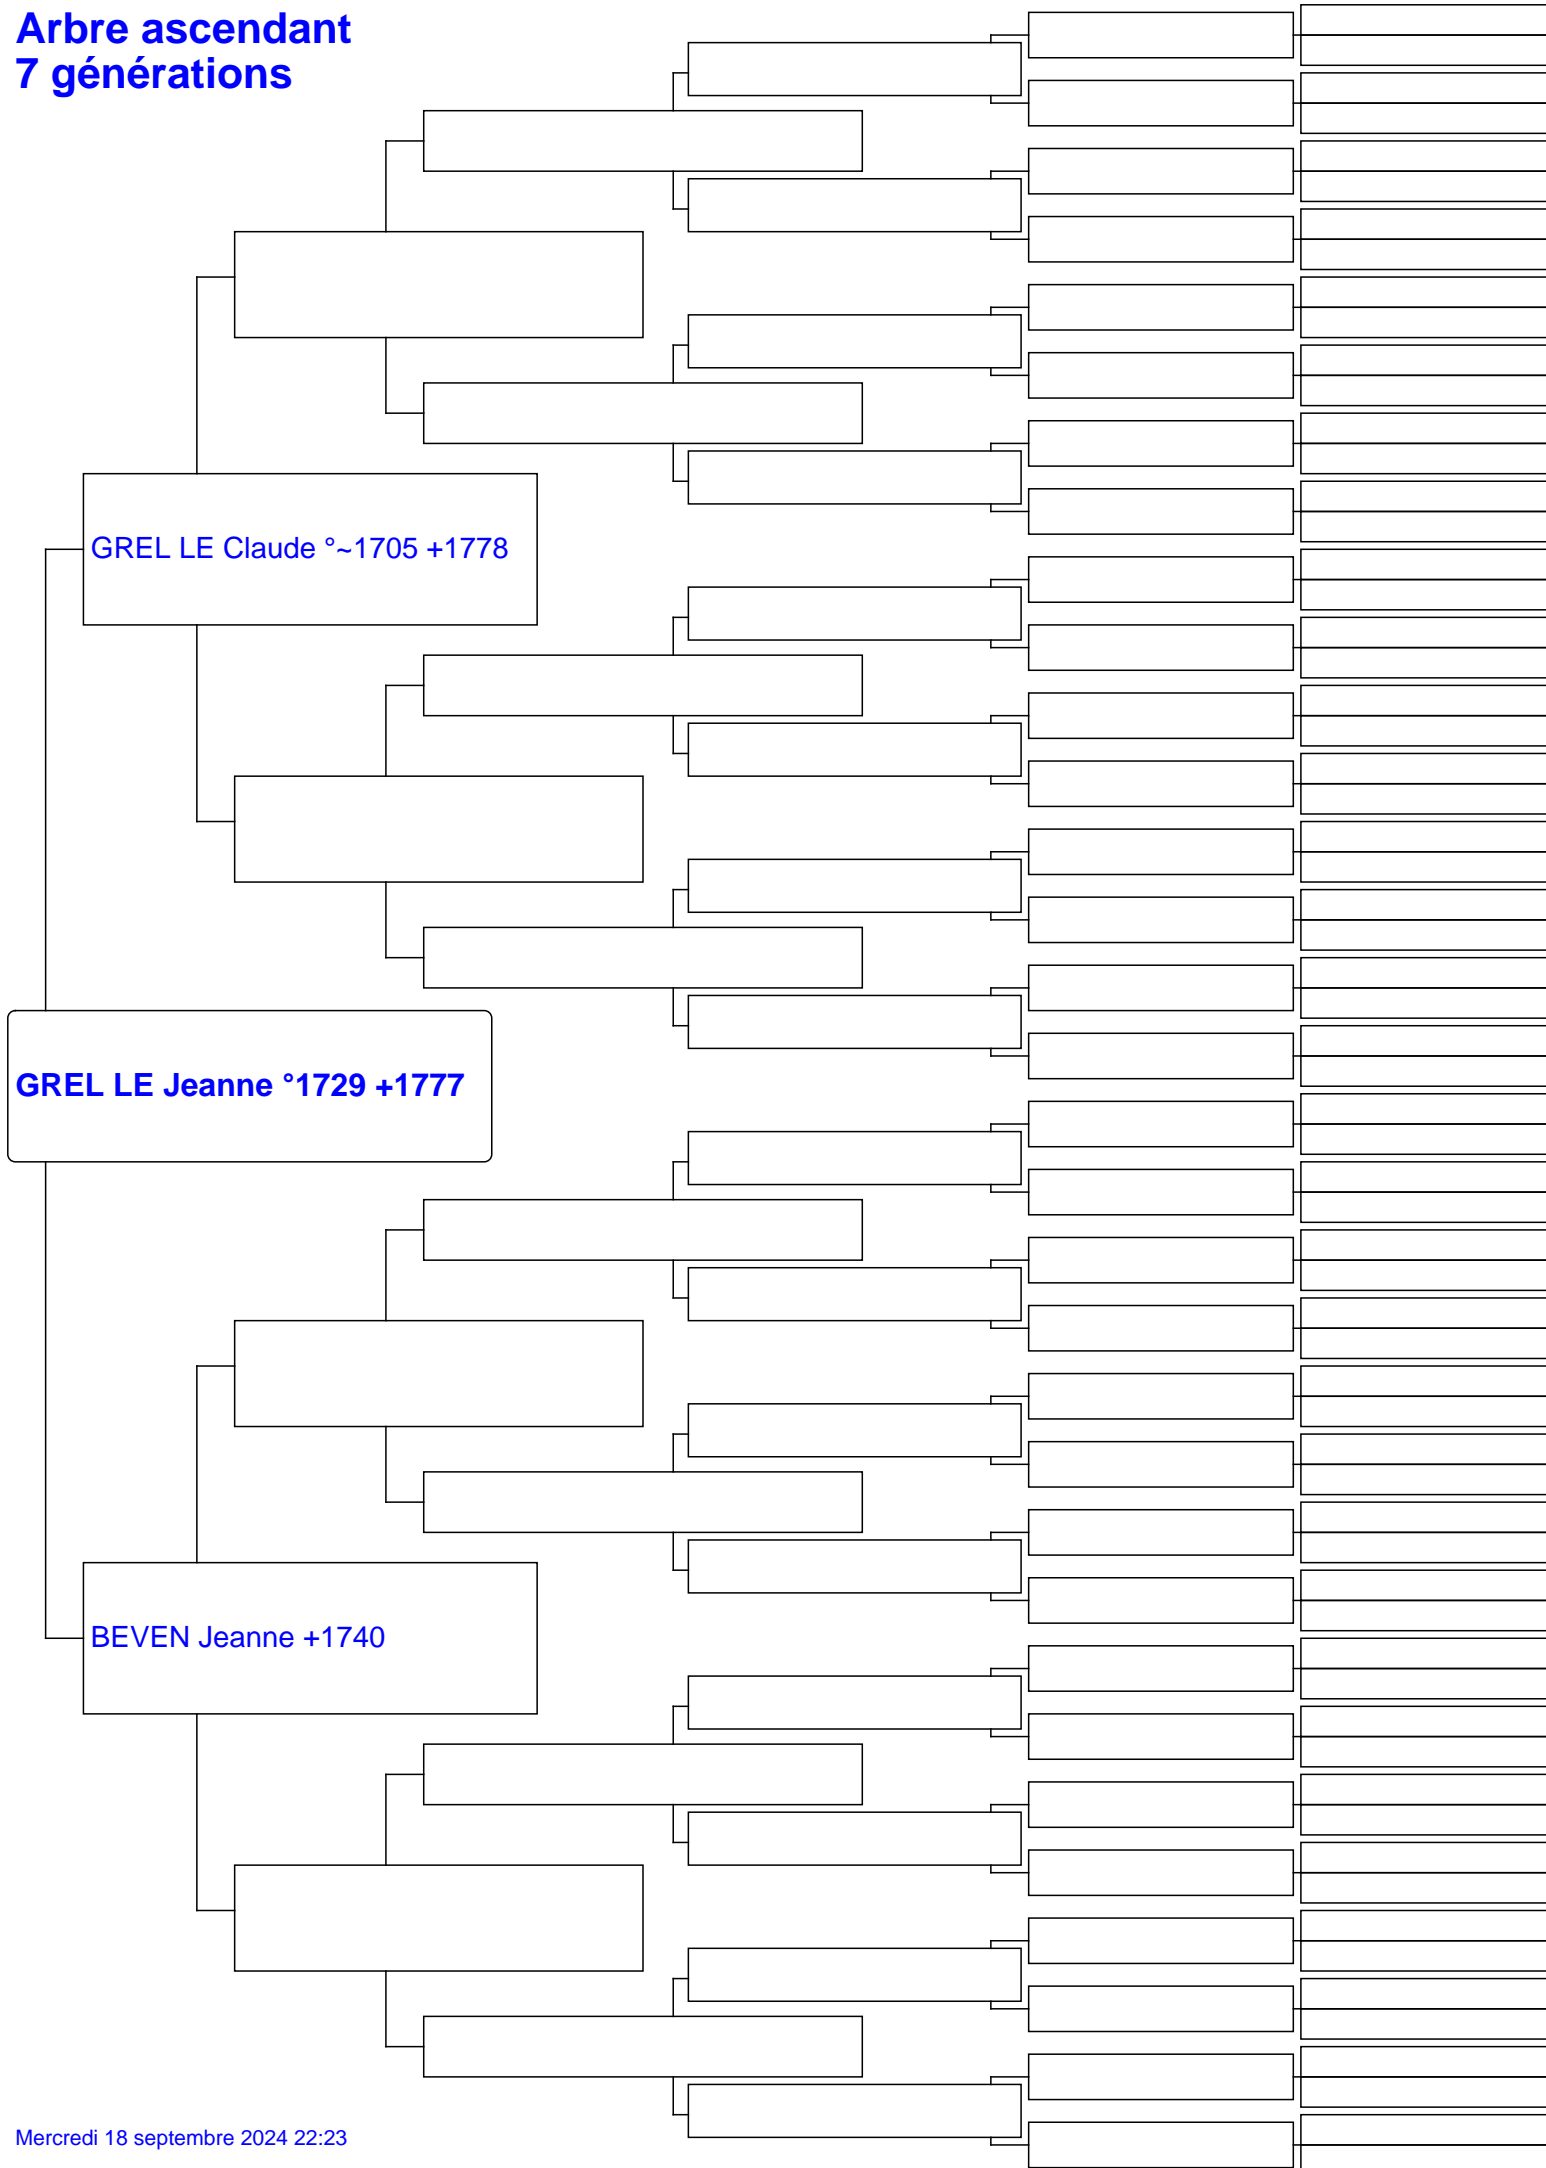 Arbre ascendant
7 générations
GREL LE Claude °~1705 +1778
GREL LE Jeanne °1729 +1777
BEVEN Jeanne +1740
Mercredi 18 septembre 2024 22:23